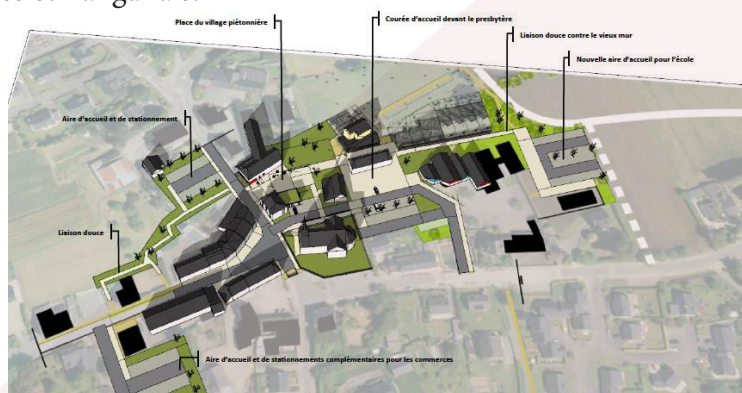 Place du village piétonnière
Courée d'accueil devant le presbytère
Liaison douce contre le vieux mur
Nouvelle aire d'accueil pour l'école
Aire d'accueil et de stationnement
Liaison douce
Aire d'accueil et de stationnements complémentaires pour les commerces